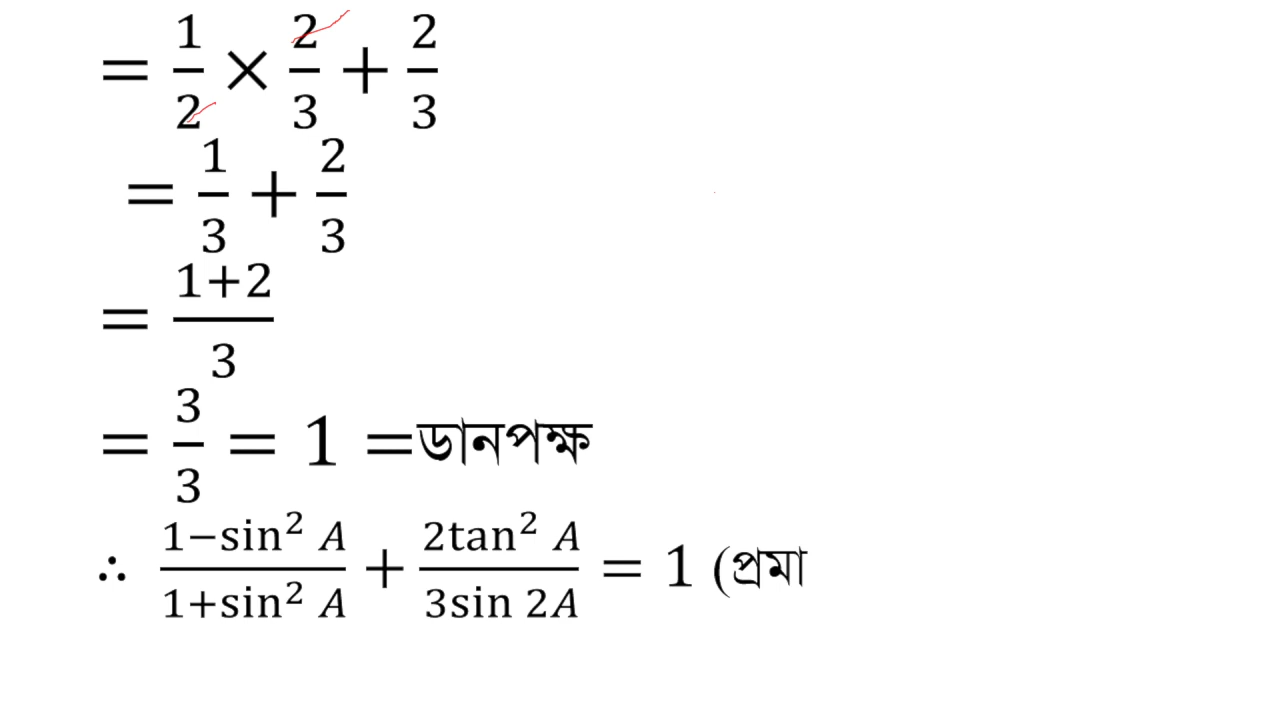 = 1/2 × 2/3 + 2/3
= 1/3 + 2/3
= 1+2/3
= 3/3 = 1 =ডানপক্ষ
∴ 1−sin² A/1+sin² A + 2tan² A/3sin 2A = 1 (প্রমা